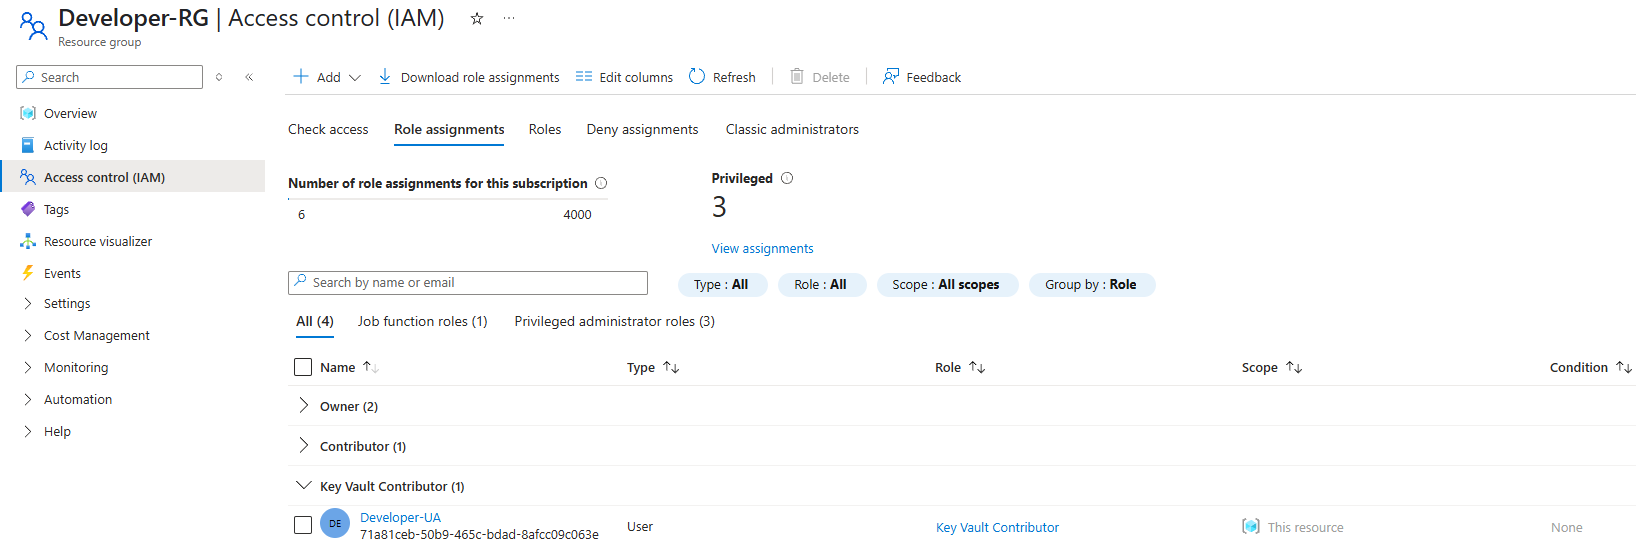 Developer-RG | Access control (IAM) ☆ ···
Resource group
Search
Overview
Activity log
Access control (IAM)
Tags
Resource visualizer
Events
Settings
Cost Management
Monitoring
Automation
Help
Add Download role assignments Edit columns Refresh Delete Feedback
Check access Role assignments Roles Deny assignments Classic administrators
Number of role assignments for this subscription
6 4000
Privileged
3
View assignments
Search by name or email Type : All Role : All Scope : All scopes Group by : Role
All (4) Job function roles (1) Privileged administrator roles (3)
Name Type Role Scope Condition
Owner (2)
Contributor (1)
Key Vault Contributor (1)
DE Developer-UA User Key Vault Contributor This resource None
71a81ceb-50b9-465c-bdad-8afcc09c063e